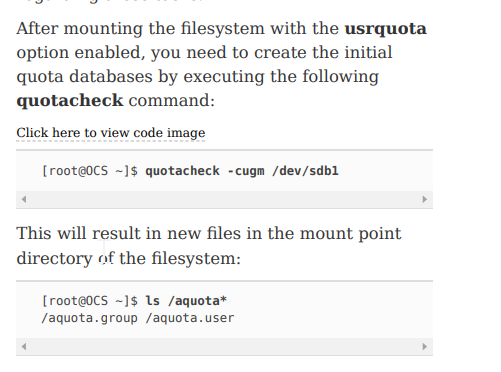 After mounting the filesystem with the usrquota
option enabled, you need to create the initial
quota databases by executing the following
quotacheck command:
Click here to view code image
[root@OCS ~]$ quotacheck -cugm /dev/sdb1
This will result in new files in the mount point
directory of the filesystem:
[root@OCS ~]$ ls /aquota*
/aquota.group /aquota.user